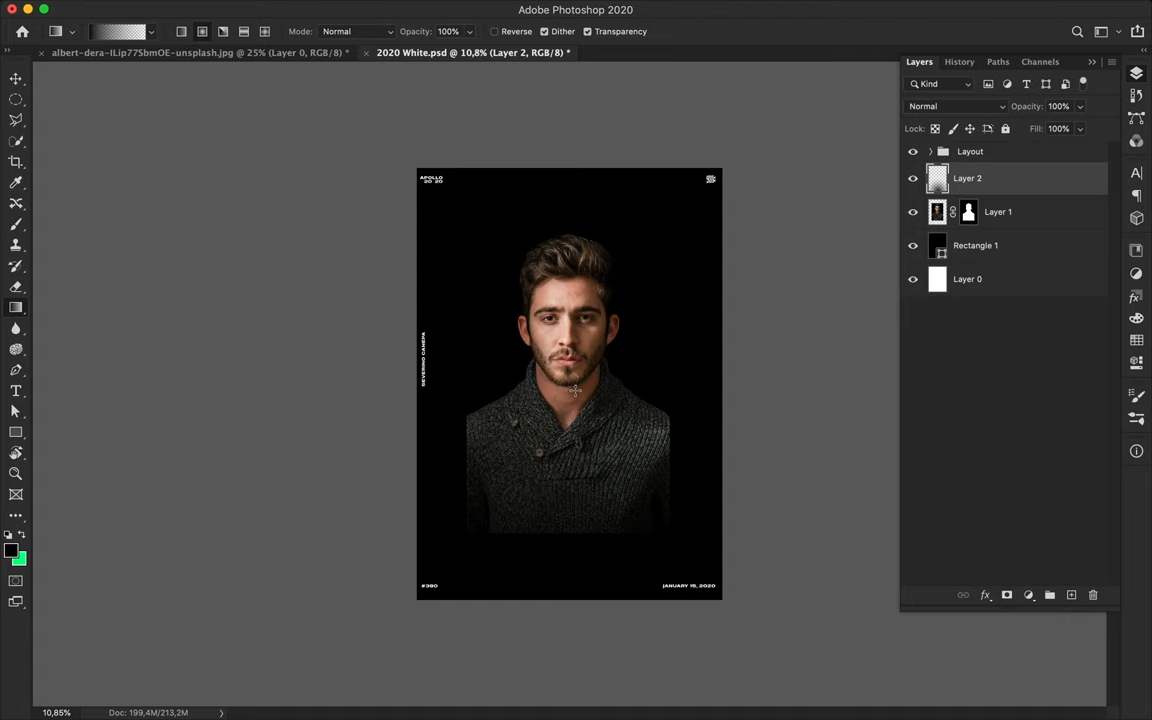 Adobe Photoshop 2020
Mode: Normal Opacity: 100% Reverse Dither Transparency
albert-dera-ILip77SbmOE-unsplash.jpg @ 25% (Layer 0, RGB/8) *
2020 White.psd @ 10,8% (Layer 2, RGB/8) *
Layers History Paths Channels
Kind
Normal Opacity: 100%
Lock: Fill: 100%
Layout
Layer 2
Layer 1
Rectangle 1
Layer 0
APOLLO
20 20
SEVERINO CANEPA
#380
JANUARY 15, 2020
10,85% Doc: 199,4M/213,2M